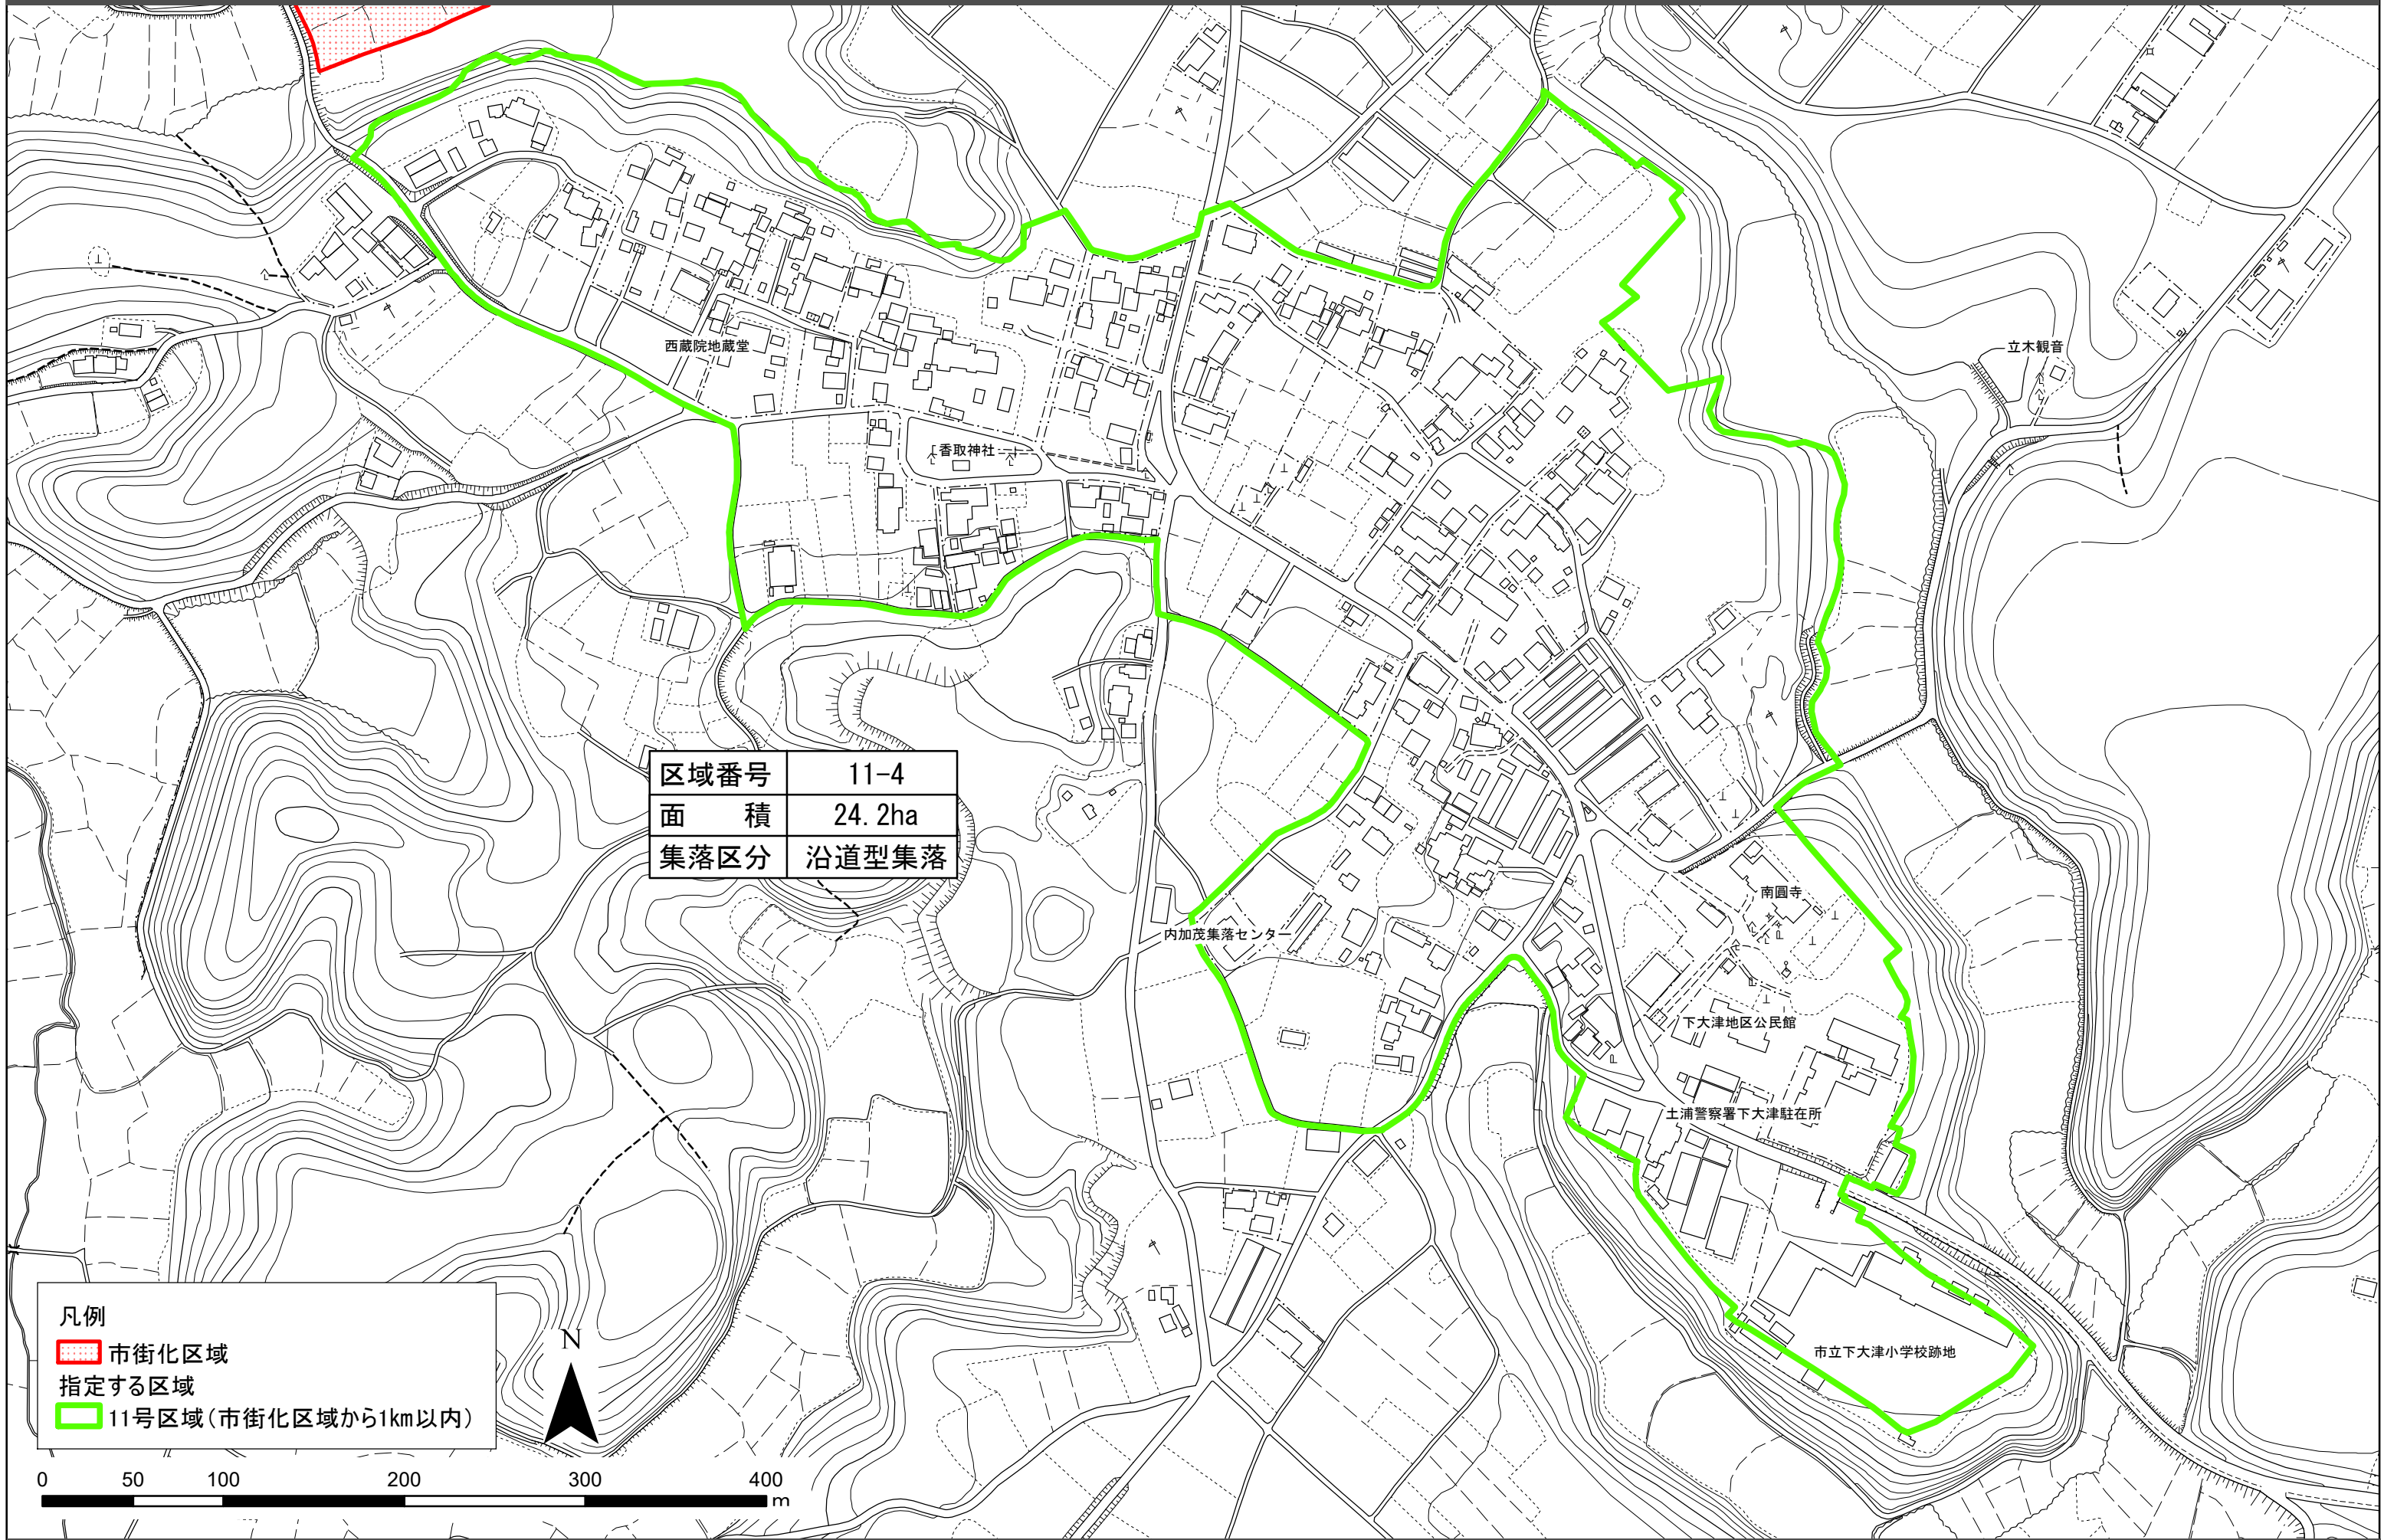 西蔵院地蔵堂
立木観音
香取神社
区域番号 11-4
面 積 24.2ha
集落区分 沿道型集落
南圓寺
内加茂集落センター
下大津地区公民館
土浦警察署下大津駐在所
市立下大津小学校跡地
凡例
市街化区域
指定する区域
11号区域(市街化区域から1km以内)
N
0 50 100 200 300 400
m